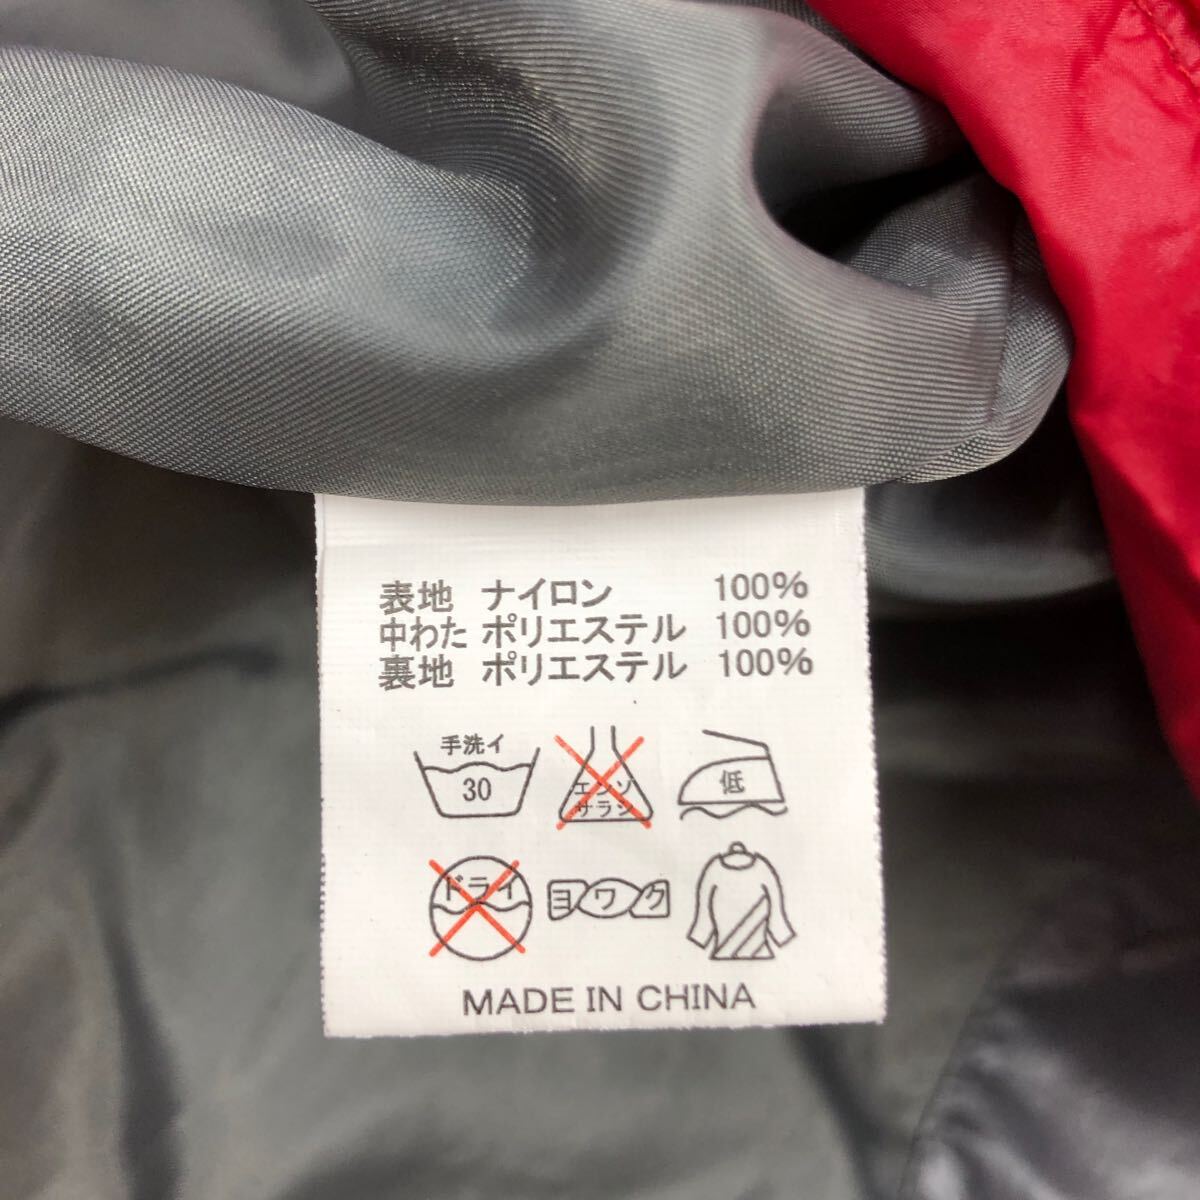 表地 ナイロン 100%
中わた ポリエステル 100%
裏地 ポリエステル 100%
手洗イ
30
エンソ
サラシ
低
ドライ
ヨワク
MADE IN CHINA